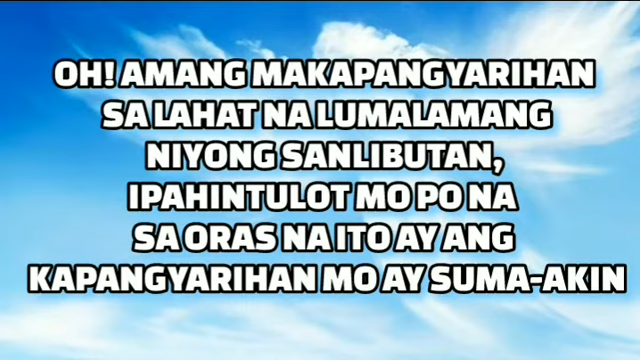 OH! AMANG MAKAPANGYARIHAN
SA LAHAT NA LUMALAMANG
NIYONG SANLIBUTAN,
IPAHINTULOT MO PO NA
SA ORAS NA ITO AY ANG
KAPANGYARIHAN MO AY SUMA-AKIN